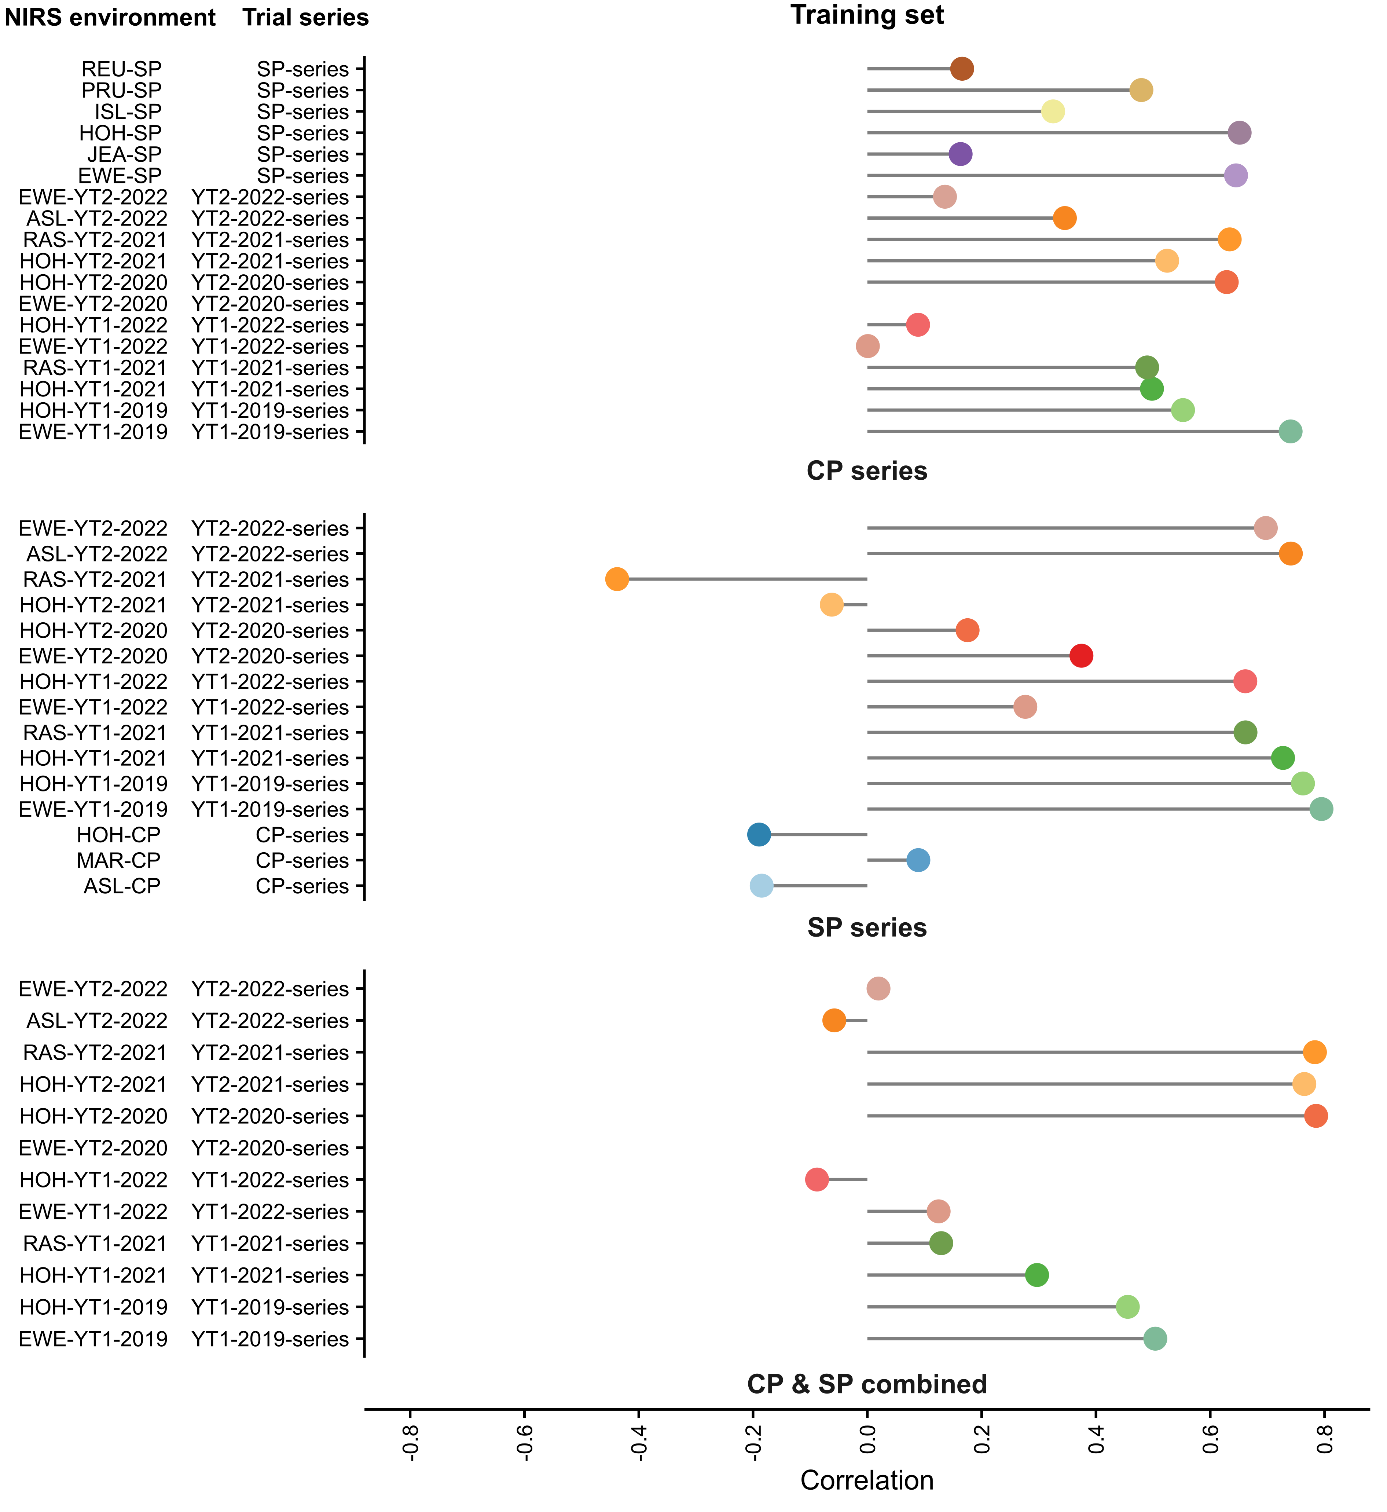 NIRS environment Trial series Training set
REU-SP SP-series
PRU-SP SP-series
ISL-SP SP-series
HOH-SP SP-series
JEA-SP SP-series
EWE-SP SP-series
EWE-YT2-2022 YT2-2022-series
ASL-YT2-2022 YT2-2022-series
RAS-YT2-2021 YT2-2021-series
HOH-YT2-2021 YT2-2021-series
HOH-YT2-2020 YT2-2020-series
EWE-YT2-2020 YT2-2020-series
HOH-YT1-2022 YT1-2022-series
EWE-YT1-2022 YT1-2022-series
RAS-YT1-2021 YT1-2021-series
HOH-YT1-2021 YT1-2021-series
HOH-YT1-2019 YT1-2019-series
EWE-YT1-2019 YT1-2019-series
CP series
EWE-YT2-2022 YT2-2022-series
ASL-YT2-2022 YT2-2022-series
RAS-YT2-2021 YT2-2021-series
HOH-YT2-2021 YT2-2021-series
HOH-YT2-2020 YT2-2020-series
EWE-YT2-2020 YT2-2020-series
HOH-YT1-2022 YT1-2022-series
EWE-YT1-2022 YT1-2022-series
RAS-YT1-2021 YT1-2021-series
HOH-YT1-2021 YT1-2021-series
HOH-YT1-2019 YT1-2019-series
EWE-YT1-2019 YT1-2019-series
HOH-CP CP-series
MAR-CP CP-series
ASL-CP CP-series
SP series
EWE-YT2-2022 YT2-2022-series
ASL-YT2-2022 YT2-2022-series
RAS-YT2-2021 YT2-2021-series
HOH-YT2-2021 YT2-2021-series
HOH-YT2-2020 YT2-2020-series
EWE-YT2-2020 YT2-2020-series
HOH-YT1-2022 YT1-2022-series
EWE-YT1-2022 YT1-2022-series
RAS-YT1-2021 YT1-2021-series
HOH-YT1-2021 YT1-2021-series
HOH-YT1-2019 YT1-2019-series
EWE-YT1-2019 YT1-2019-series
CP & SP combined
-0.8 -0.6 -0.4 -0.2 0.0 0.2 0.4 0.6 0.8
Correlation